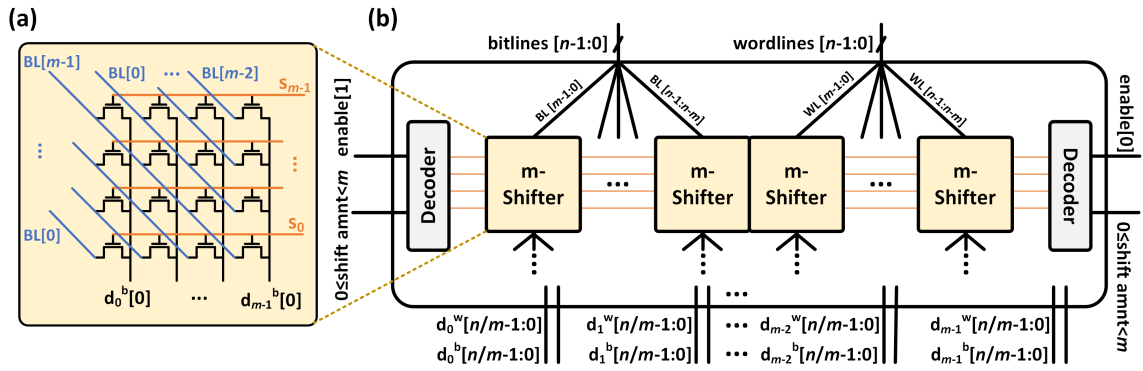 (a)
BL[m-1]
BL[0]
...
BL[m-2]
S_{m-1}
...
...
S_0
BL[0]
d_0^b[0]
...
d_{m-1}^b[0]
(b)
bitlines [n-1:0]
wordlines [n-1:0]
enable[1]
0≤shift amnt<m
Decoder
BL [m-1:0]
BL [n-1:n-m]
WL [m-1:0]
WL [n-1:n-m]
m-
Shifter
...
m-
Shifter
m-
Shifter
...
m-
Shifter
Decoder
enable[0]
0≤shift amnt<m
...
d_0^w[n/m-1:0]
d_1^w[n/m-1:0]
...
d_{m-2}^w[n/m-1:0]
d_{m-1}^w[n/m-1:0]
d_0^b[n/m-1:0]
d_1^b[n/m-1:0]
...
d_{m-2}^b[n/m-1:0]
d_{m-1}^b[n/m-1:0]